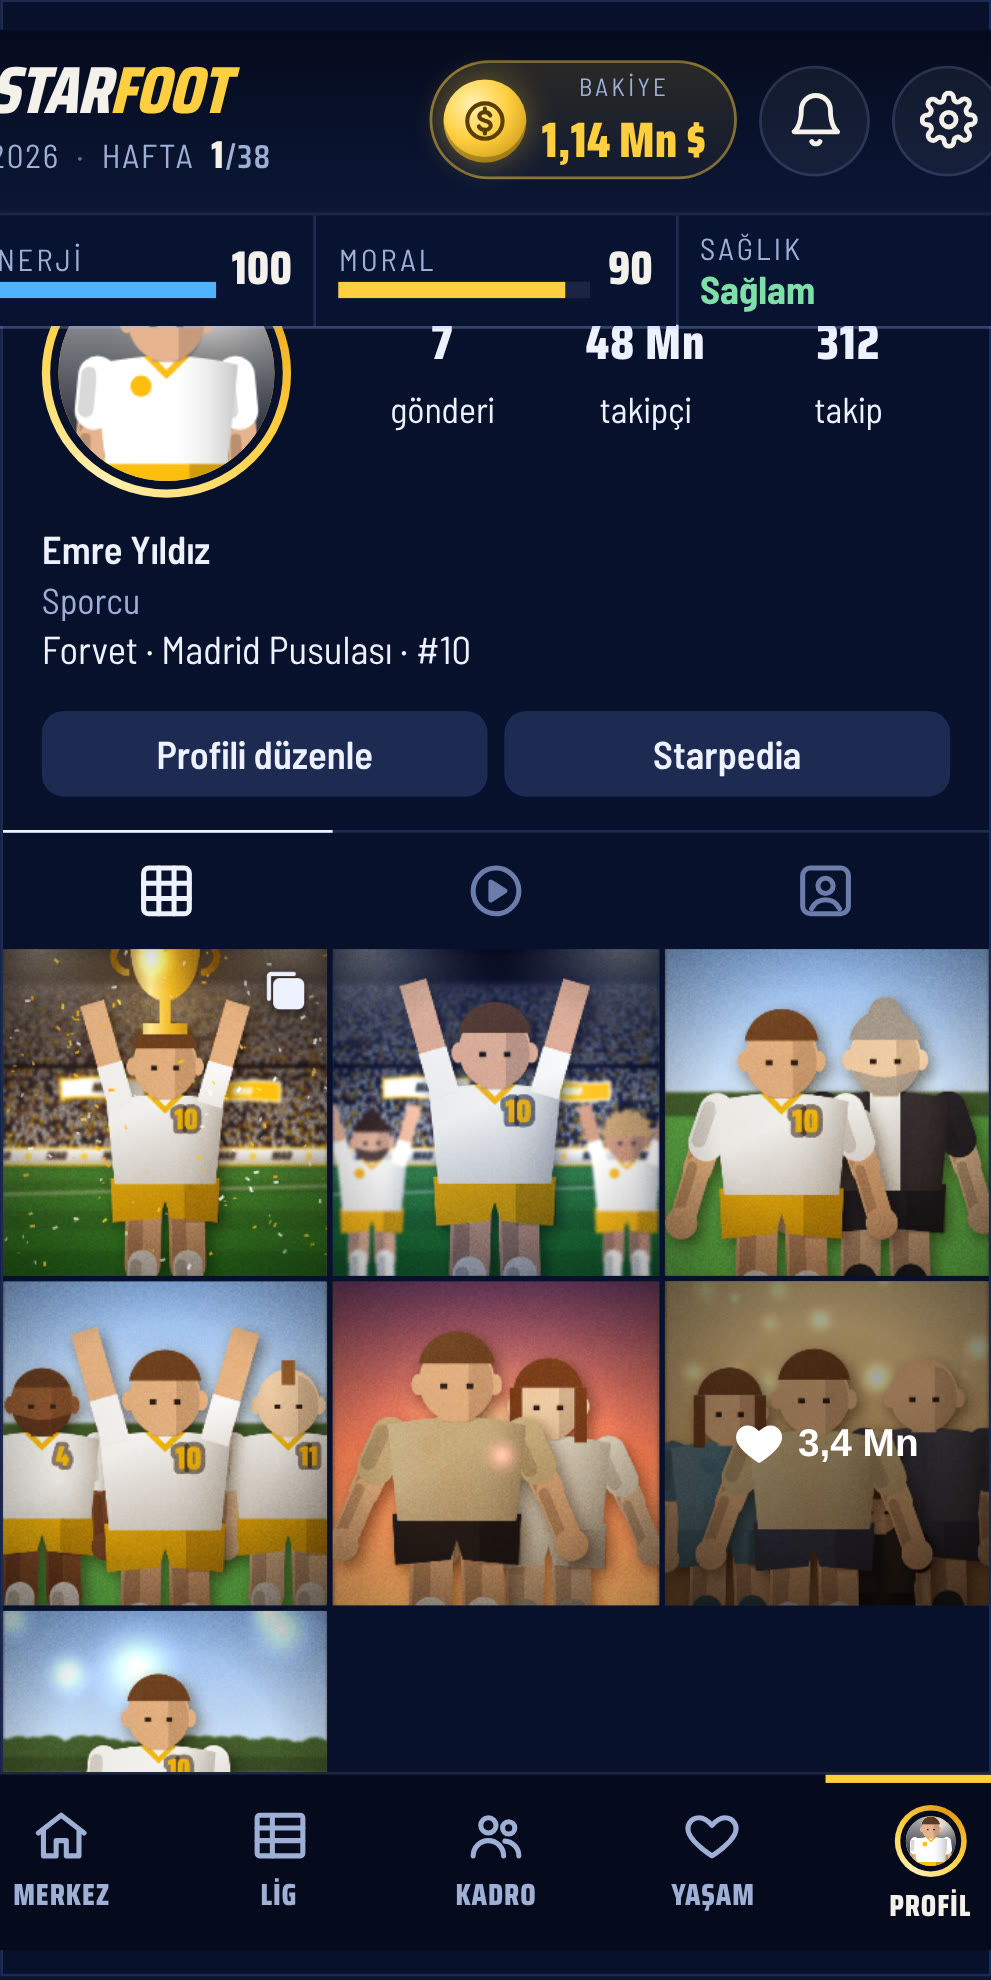 STARFOOT
BAKİYE
1,14 Mn $
2026 · HAFTA 1/38
NERJİ 100
MORAL 90
SAĞLIK
Sağlam
7 48 Mn 312
gönderi takipçi takip
Emre Yıldız
Sporcu
Forvet · Madrid Pusulası · #10
Profili düzenle Starpedia
10
10
10
4
10
11
3,4 Mn
10
MERKEZ LİG KADRO YAŞAM PROFİL